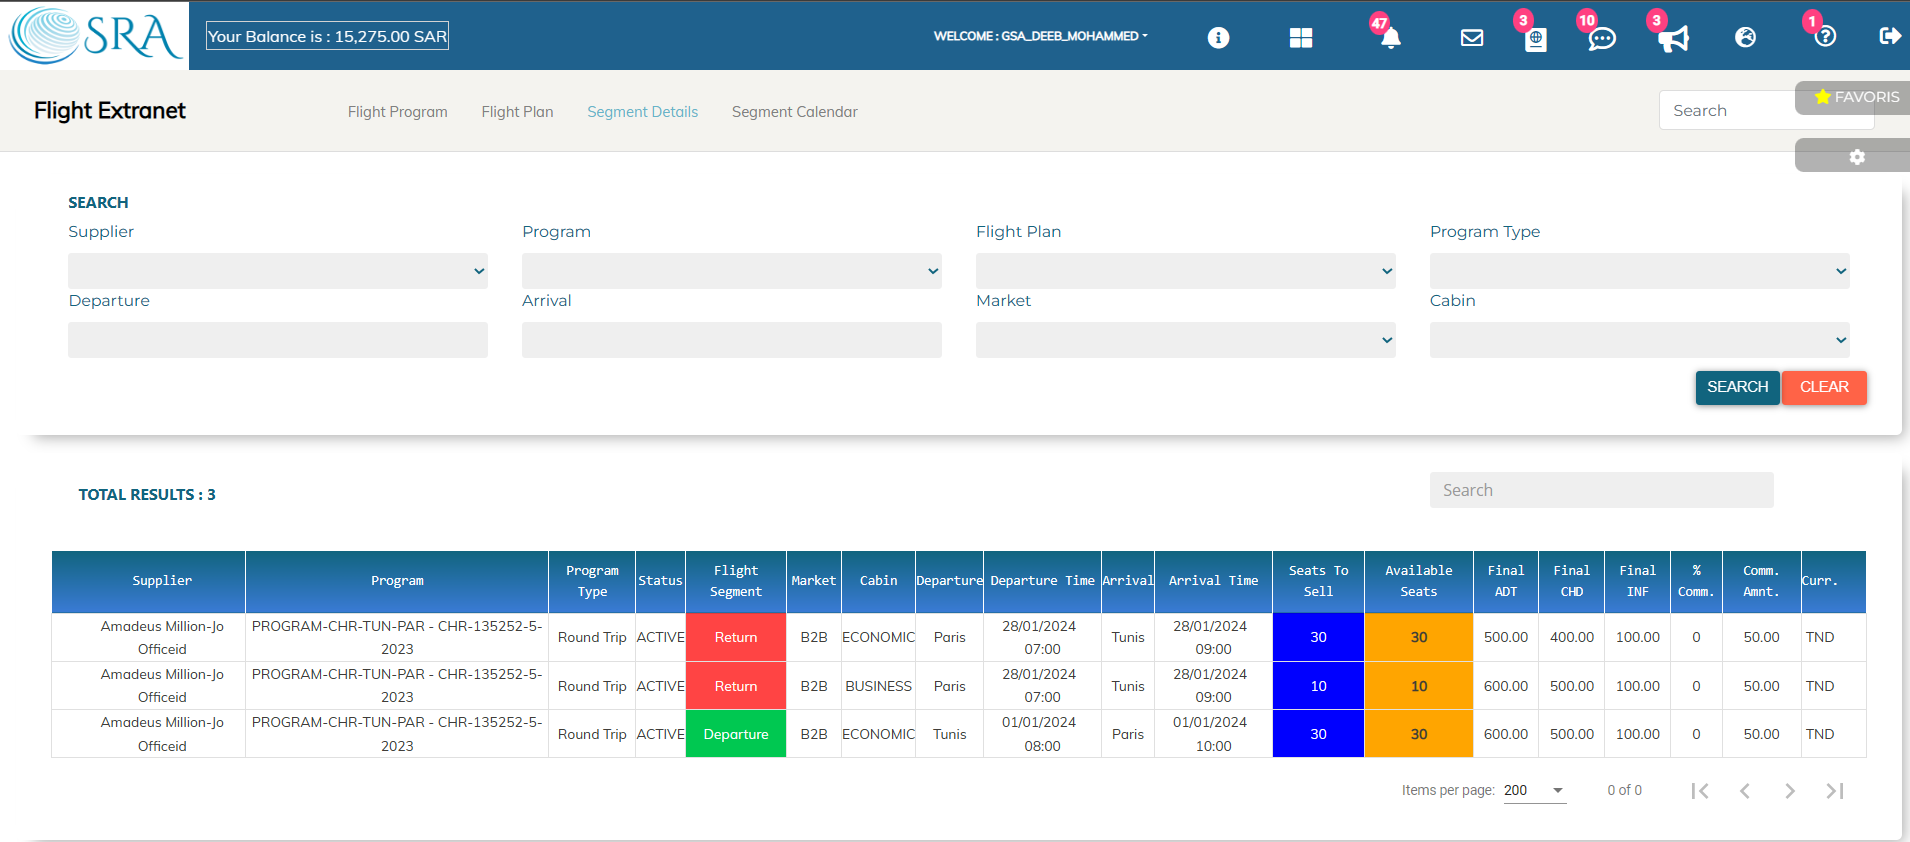 SRA
Your Balance is : 15,275.00 SAR
WELCOME : GSA_DEEB_MOHAMMED
47
3
10
3
1
Flight Extranet
Flight Program
Flight Plan
Segment Details
Segment Calendar
Search
FAVORIS
SEARCH
Supplier
Program
Flight Plan
Program Type
Departure
Arrival
Market
Cabin
SEARCH
CLEAR
TOTAL RESULTS : 3
Search
Supplier Program Program Type Status Flight Segment Market Cabin Departure Departure Time Arrival Arrival Time Seats To Sell Available Seats Final ADT Final CHD Final INF % Comm. Comm. Amnt. Curr.
Amadeus Million-Jo Officeid PROGRAM-CHR-TUN-PAR - CHR-135252-5-2023 Round Trip ACTIVE Return B2B ECONOMIC Paris 28/01/2024 07:00 Tunis 28/01/2024 09:00 30 30 500.00 400.00 100.00 0 50.00 TND
Amadeus Million-Jo Officeid PROGRAM-CHR-TUN-PAR - CHR-135252-5-2023 Round Trip ACTIVE Return B2B BUSINESS Paris 28/01/2024 07:00 Tunis 28/01/2024 09:00 10 10 600.00 500.00 100.00 0 50.00 TND
Amadeus Million-Jo Officeid PROGRAM-CHR-TUN-PAR - CHR-135252-5-2023 Round Trip ACTIVE Departure B2B ECONOMIC Tunis 01/01/2024 08:00 Paris 01/01/2024 10:00 30 30 600.00 500.00 100.00 0 50.00 TND
Items per page: 200 0 of 0